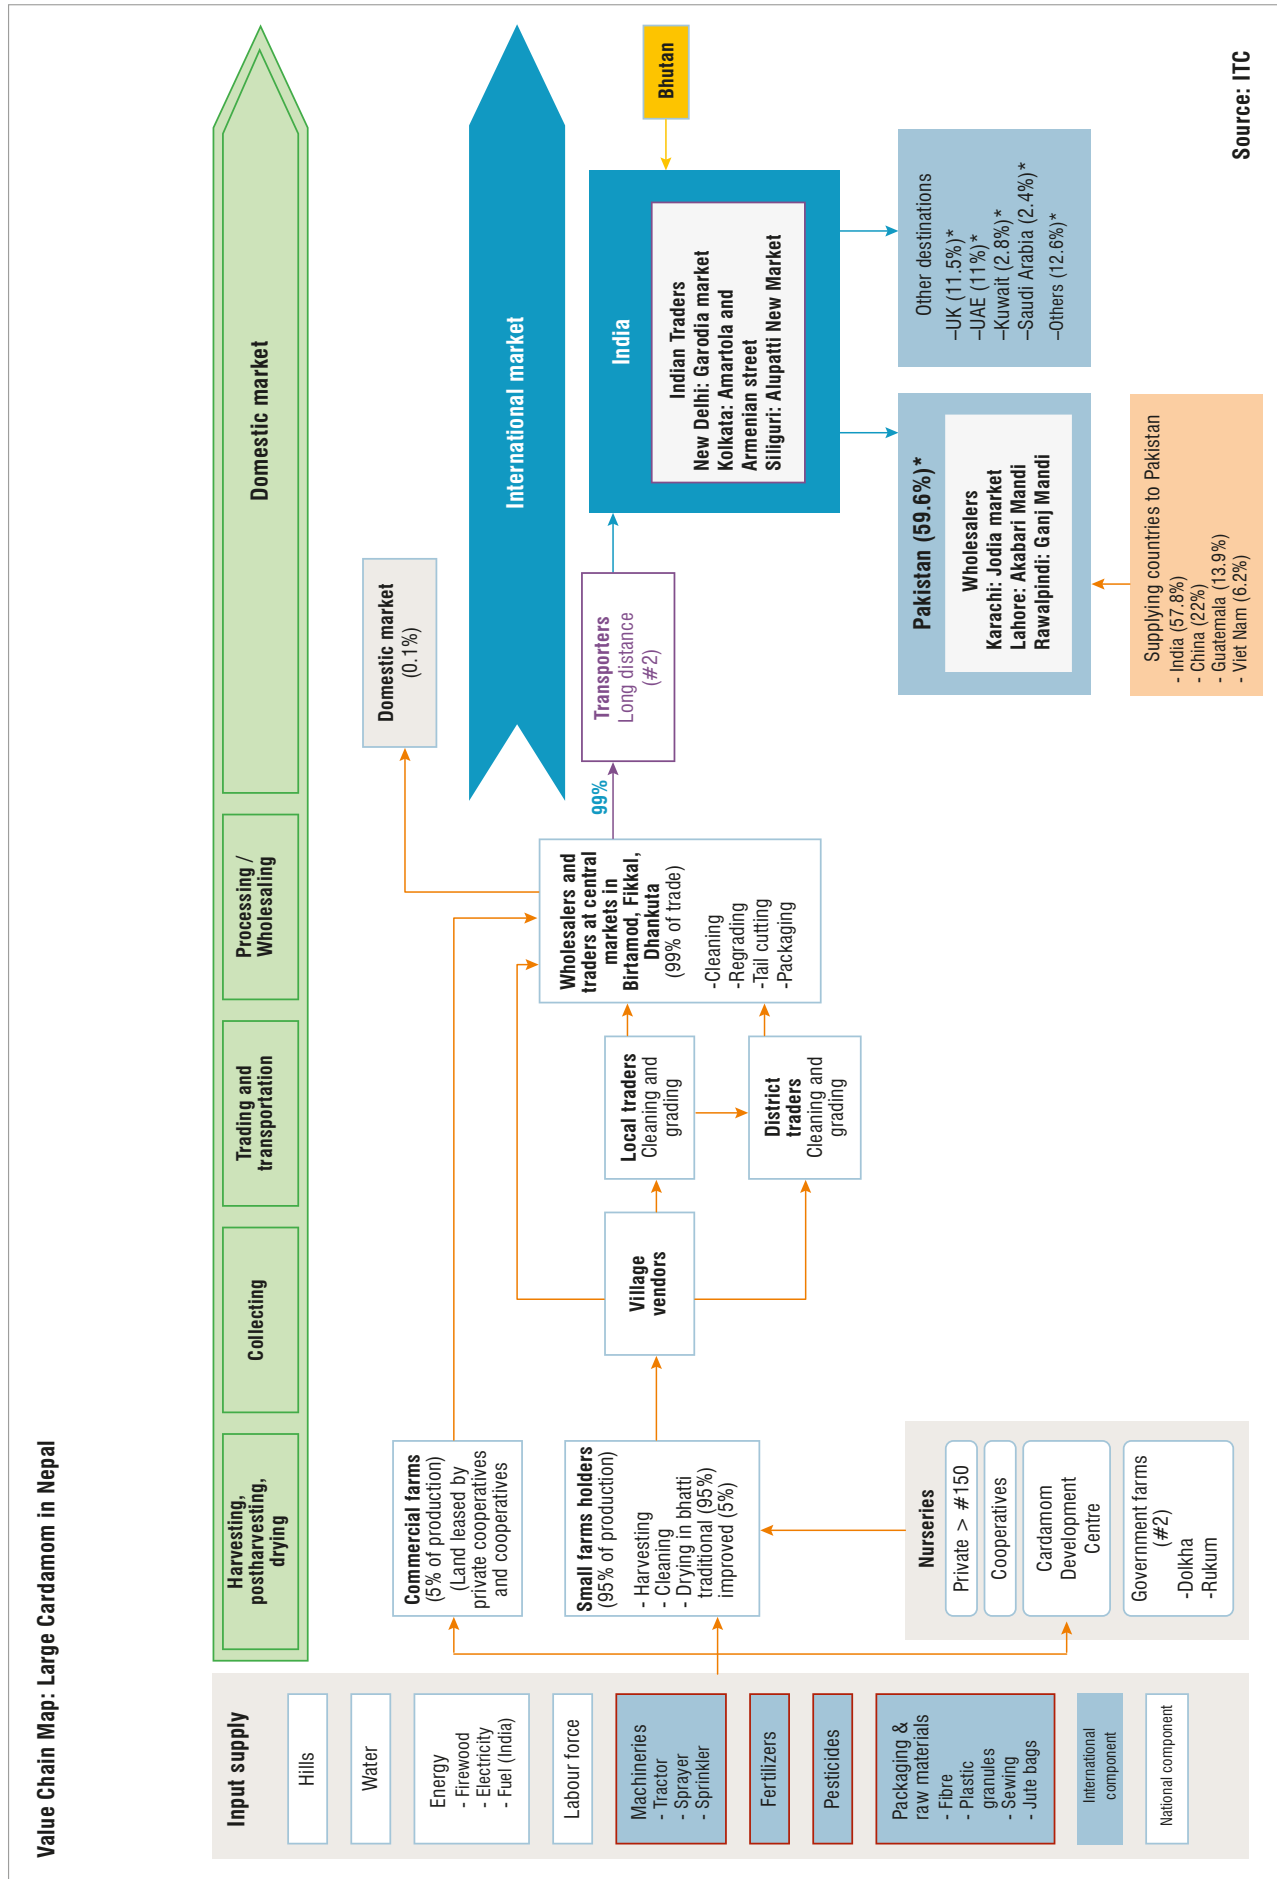 Value Chain Map: Large Cardamom in Nepal
Harvesting,
postharvesting,
drying
Collecting
Trading and
transportation
Processing /
Wholesaling
Domestic market
Input supply
Hills
Water
Energy
- Firewood
- Electricity
- Fuel (India)
Labour force
Machineries
- Tractor
- Sprayer
- Sprinkler
Fertilizers
Pesticides
Packaging &
raw materials
- Fibre
- Plastic
granules
- Sewing
- Jute bags
International
component
National component
Commercial farms
(5% of production)
(Land leased by
private cooperatives
and cooperatives
Small farms holders
(95% of production)
- Harvesting
- Cleaning
- Drying in bhatti
traditional (95%)
improved (5%)
Nurseries
Private > #150
Cooperatives
Cardamom
Development
Centre
Government farms
(#2)
-Dolkha
-Rukum
Village
vendors
Local traders
Cleaning and
grading
District
traders
Cleaning and
grading
Wholesalers and
traders at central
markets in
Birtamod, Fikkal,
Dhankuta
(99% of trade)
-Cleaning
-Regrading
-Tail cutting
-Packaging
Domestic market
(0.1%)
International market
99%
Transporters
Long distance
(#2)
India
Indian Traders
New Delhi: Garodia market
Kolkata: Amartola and
Armenian street
Siliguri: Alupatti New Market
Bhutan
Pakistan (59.6%)*
Wholesalers
Karachi: Jodia market
Lahore: Akabari Mandi
Rawalpindi: Ganj Mandi
Other destinations
–UK (11.5%)*
–UAE (11%)*
–Kuwait (2.8%)*
–Saudi Arabia (2.4%)*
–Others (12.6%)*
Supplying countries to Pakistan
- India (57.8%)
- China (22%)
- Guatemala (13.9%)
- Viet Nam (6.2%)
Source: ITC